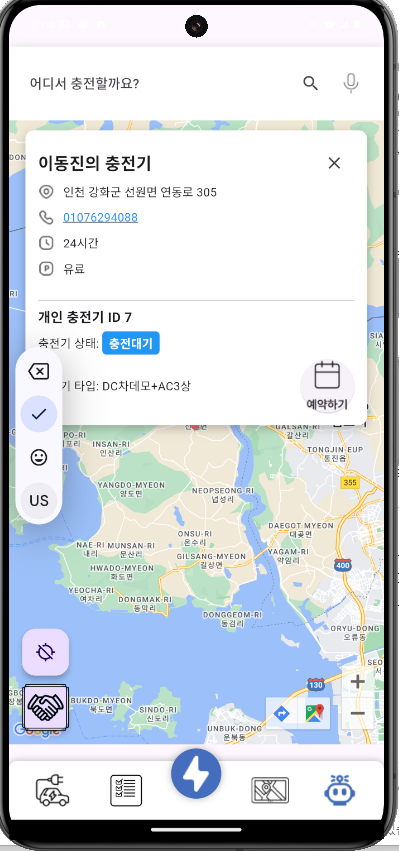 어디서 충전할까요?
이동진의 충전기
인천 강화군 선원면 연동로 305
01076294088
24시간
P
유료
개인 충전기 ID 7
충전기 상태: 충전대기
기 타입: DC차데모+AC3상
예약하기
US
INSAN-RI
인산리
GALSAN-RI
갈산리
TONGJIN-EUP
통진읍
355
YANGDO-MYEON
양도면
NEOPSEONG-RI
넙성리
ONSU-RI
온수리
DAEGOT-MYEON
대곶면
NAE-RI
내리
MUNSAN-RI
문산리
GILSANG-MYEON
길상면
YAGAM-RI
약암리
HWADO-MYEON
화도면
400
YEOCHA-RI
여차리
DONGMAK-RI
동막리
DONGGEOM-RI
동검리
ORYU-DONG
오류동
130
BUKDO-MYEON
북도면
SINDO-RI
신도리
UNBUK-DONG
운북동
Google